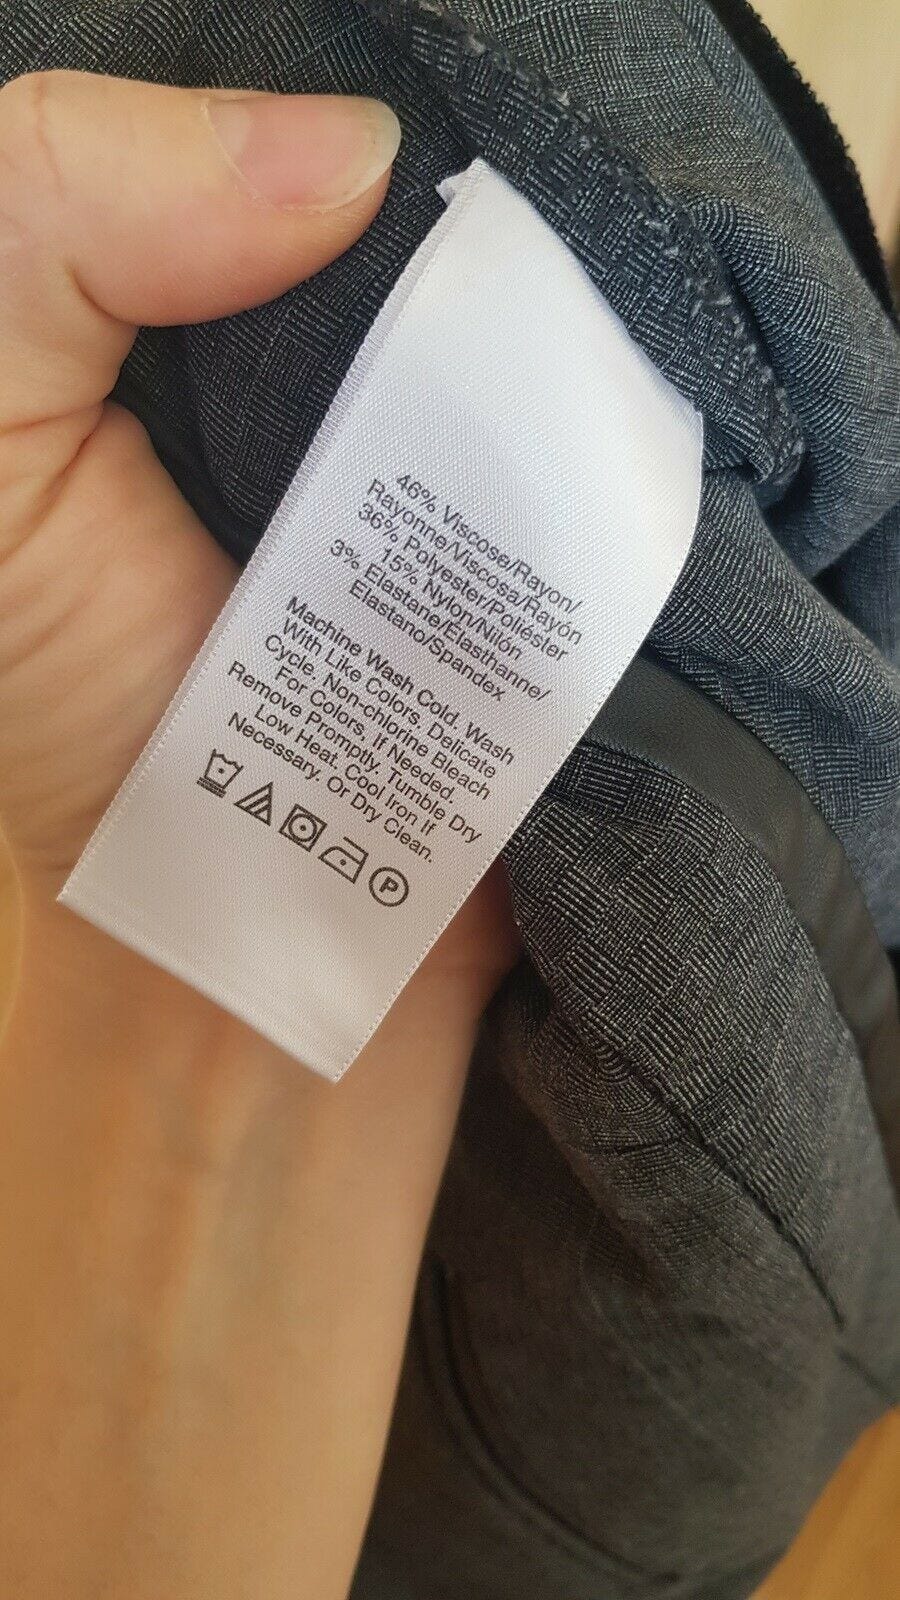 46% Viscose/Rayon/
Rayonne/Viscosa/Rayón
36% Polyester/Poliéster
15% Nylon/Nilón
3% Elastane/Elasthanne/
Elastano/Spandex
Machine Wash Cold. Wash
With Like Colors, Delicate
Cycle. Non-chlorine Bleach
For Colors, If Needed.
Remove Promptly. Tumble Dry
Low Heat. Cool Iron If
Necessary. Or Dry Clean.
P